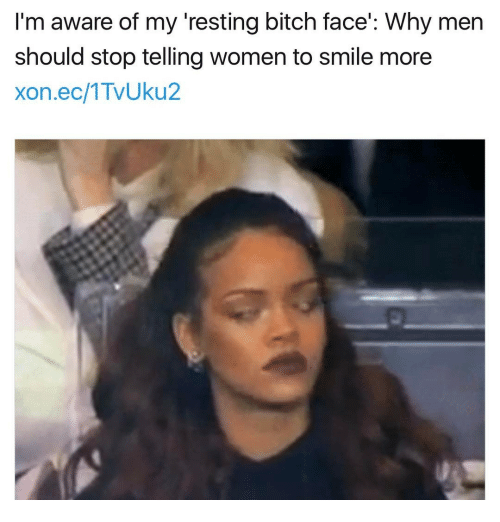 I'm aware of my 'resting bitch face': Why men
should stop telling women to smile more
xon.ec/1TvUku2